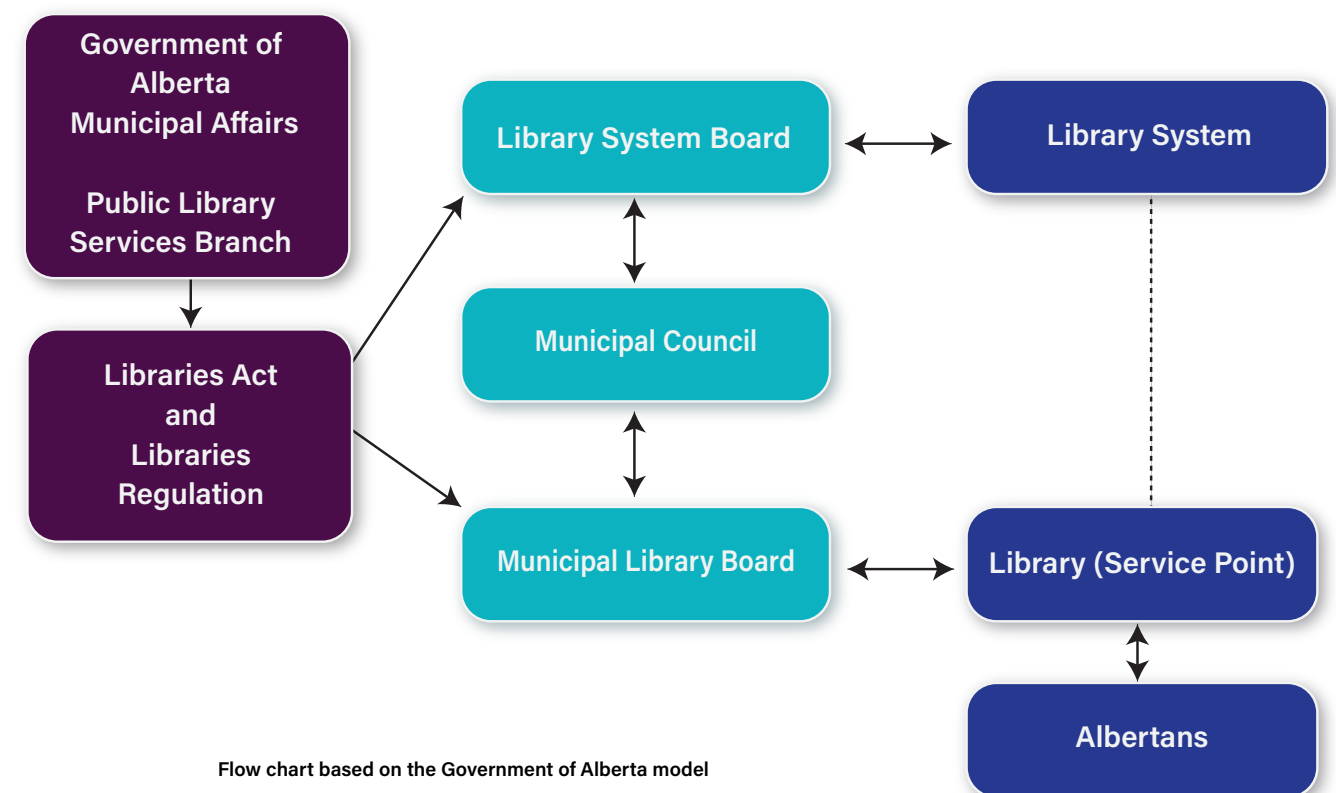 Government of
Alberta
Municipal Affairs
Public Library
Services Branch
Libraries Act
and
Libraries
Regulation
Library System Board
Municipal Council
Municipal Library Board
Library System
Library (Service Point)
Albertans
Flow chart based on the Government of Alberta model